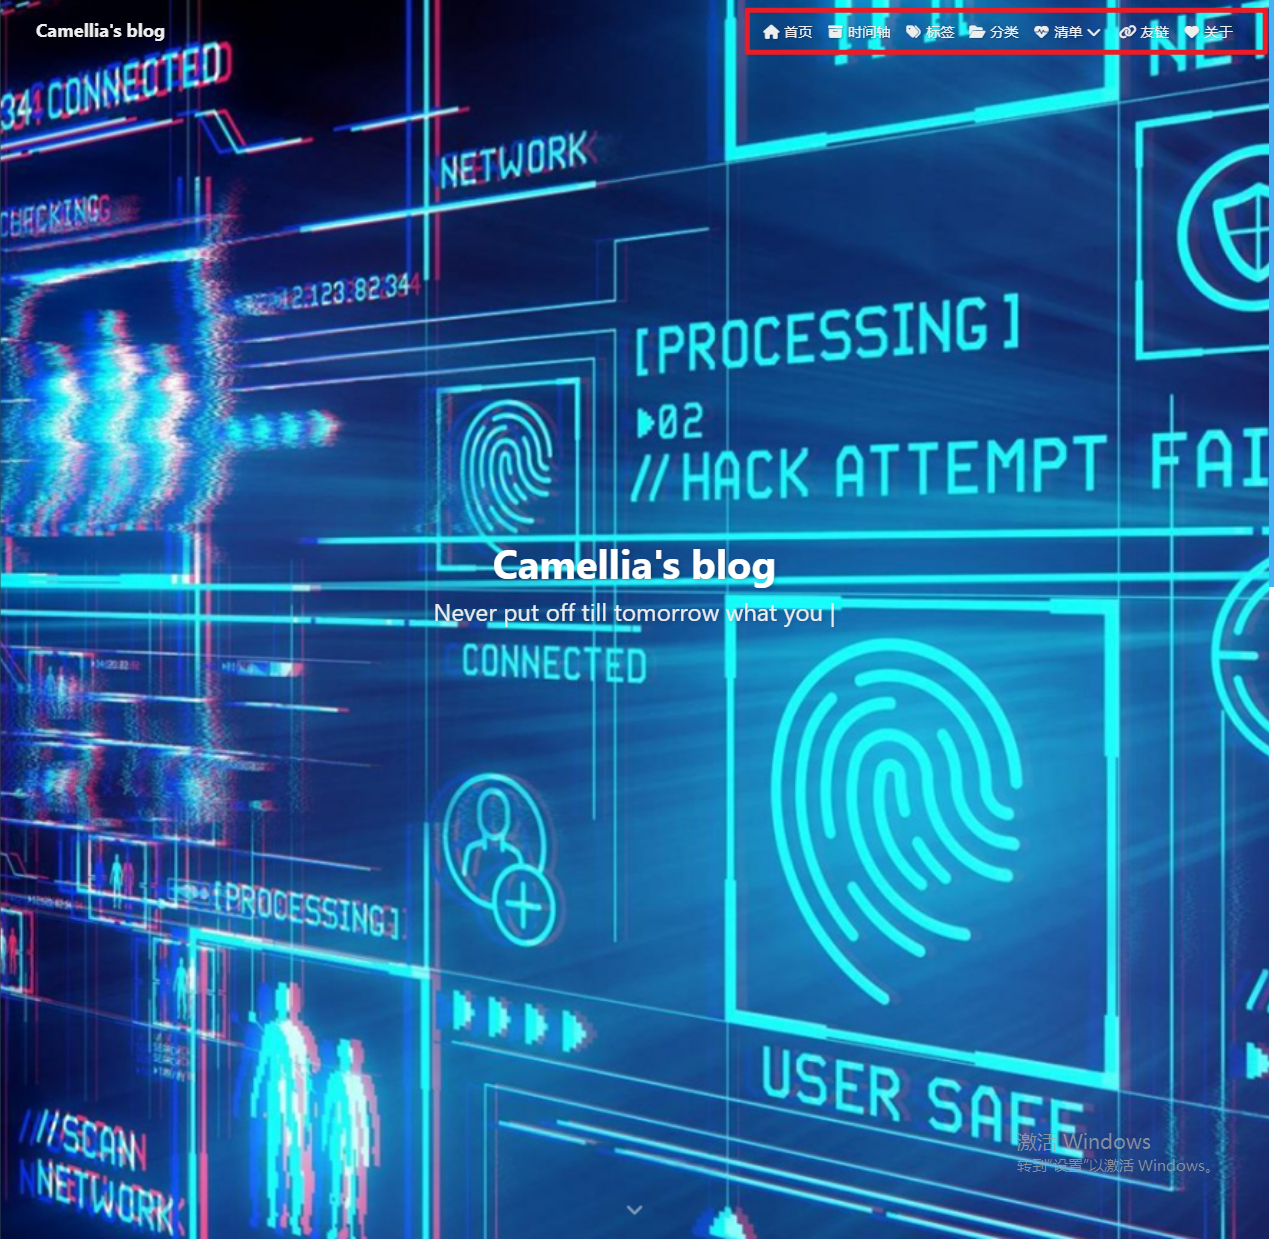 Camellia's blog
首页 时间轴 标签 分类 清单 友链 关于
34. CONNECTED
NETWORK
NET
CHACKING
12.123.82.34
[PROCESSING]
02
//HACK ATTEMPT FAI
Camellia's blog
Never put off till tomorrow what you |
CONNECTED
[PROCESSING]
USER SAFE
//SCAN
NETWORK
激活 Windows
转到"设置"以激活 Windows。